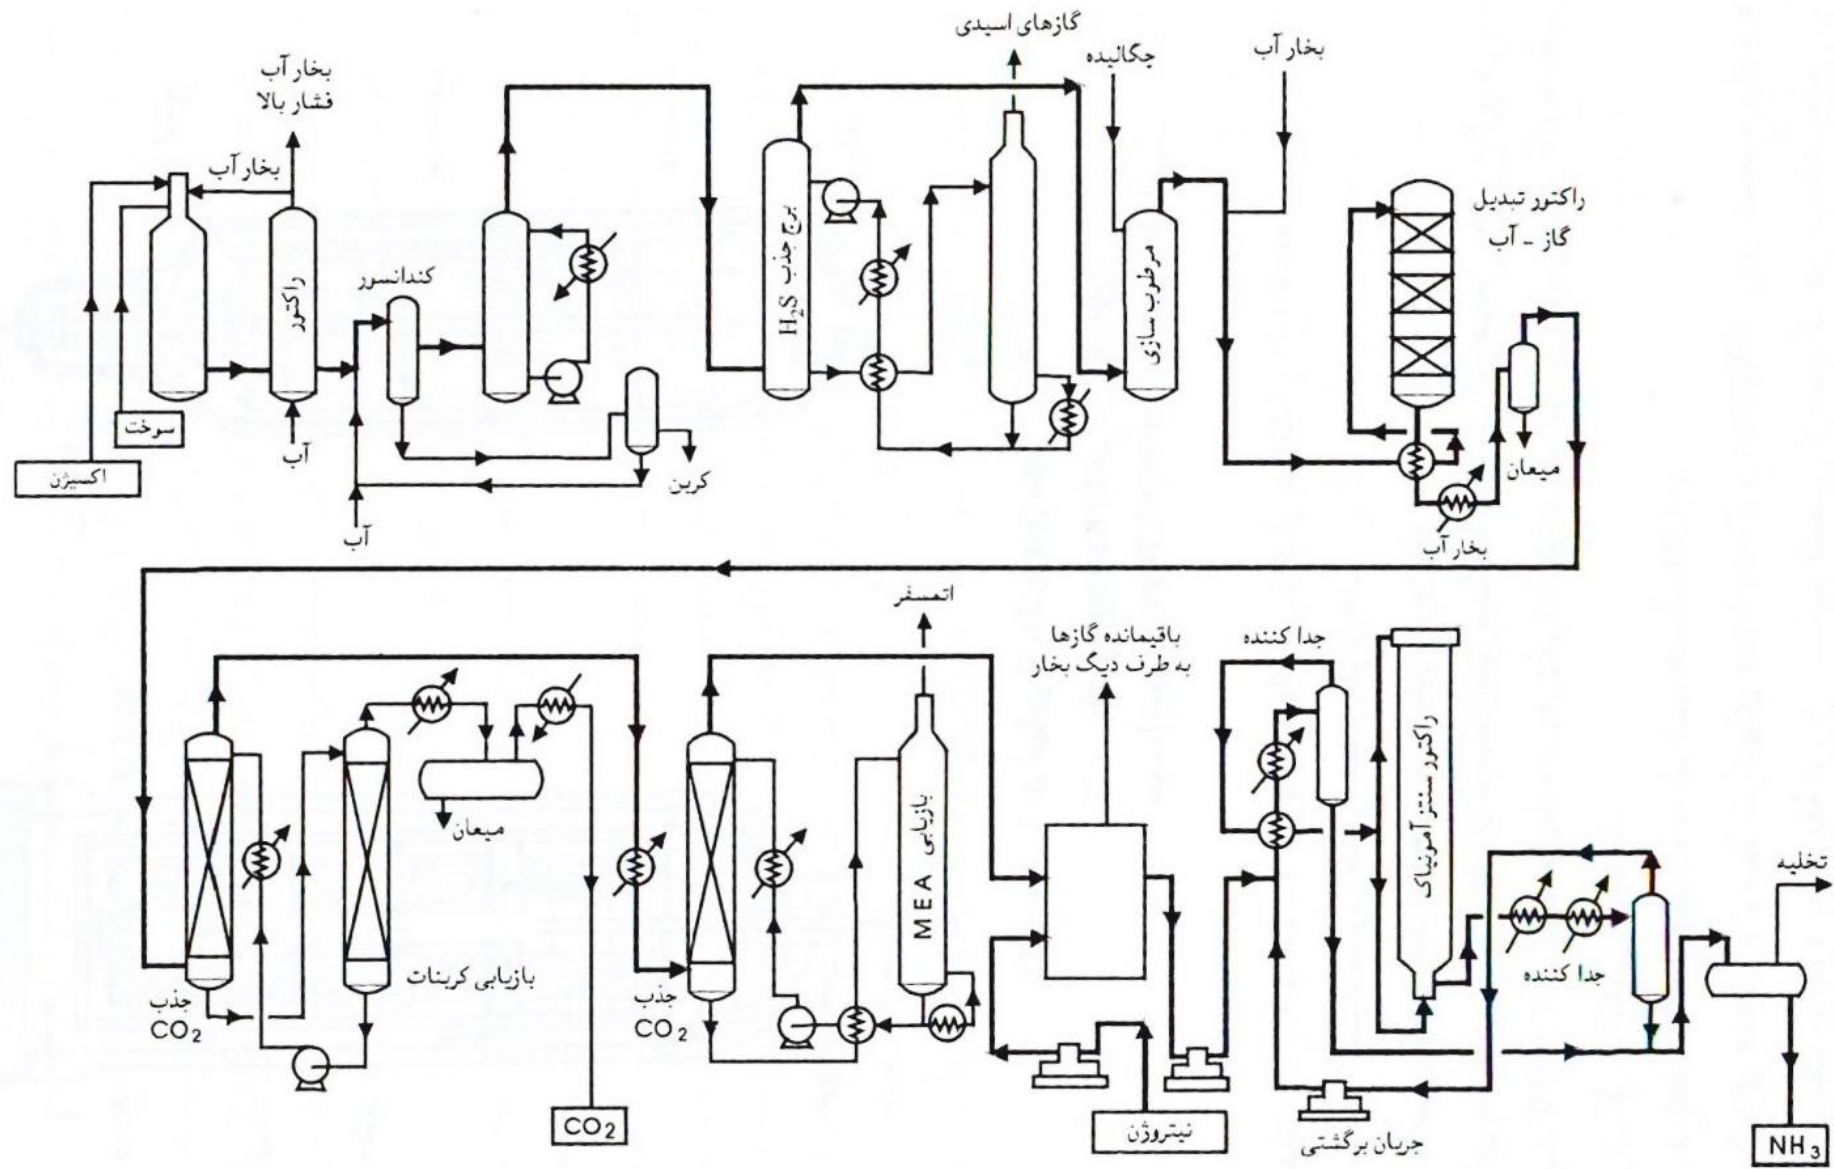 گازهای اسیدی
چگالیده
بخار آب
بخار آب
فشار بالا
بخار آب
راکتور
کندانسور
برج جذب H2S
مرطوب سازی
راکتور تبدیل
گاز - آب
سوخت
اکسیژن
آب
آب
کربن
میعان
بخار آب
اتمسفر
باقیمانده گازها
به طرف دیگ بخار
جدا کننده
راکتور سنتز آمونیاک
میعان
بازیابی MEA
تخلیه
جدا کننده
بازیابی کربنات
جذب
CO2
جذب
CO2
CO2
نیتروژن
جریان برگشتی
NH3